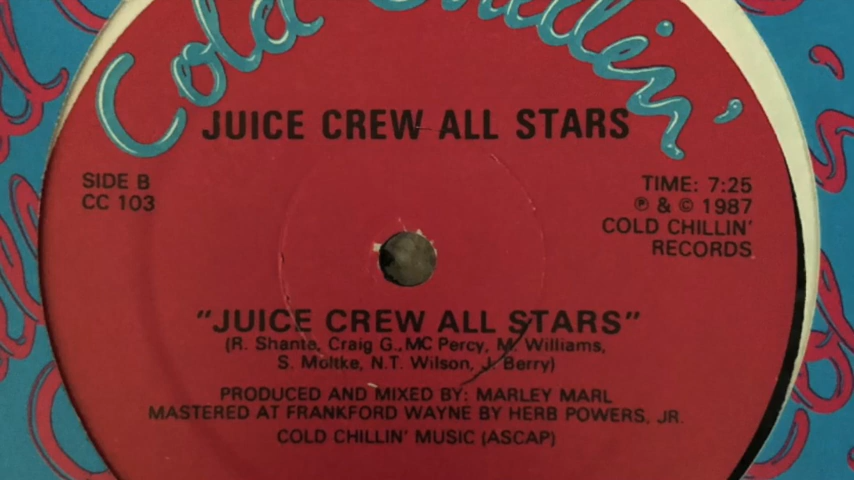 Cold Chillin'
JUICE CREW ALL STARS
SIDE B
CC 103
TIME: 7:25
℗ & © 1987
COLD CHILLIN'
RECORDS
"JUICE CREW ALL STARS"
(R. Shante, Craig G.,MC Percy, M. Williams,
S. Moltke, N.T. Wilson, J. Berry)
PRODUCED AND MIXED BY: MARLEY MARL
MASTERED AT FRANKFORD WAYNE BY HERB POWERS, JR.
COLD CHILLIN' MUSIC (ASCAP)